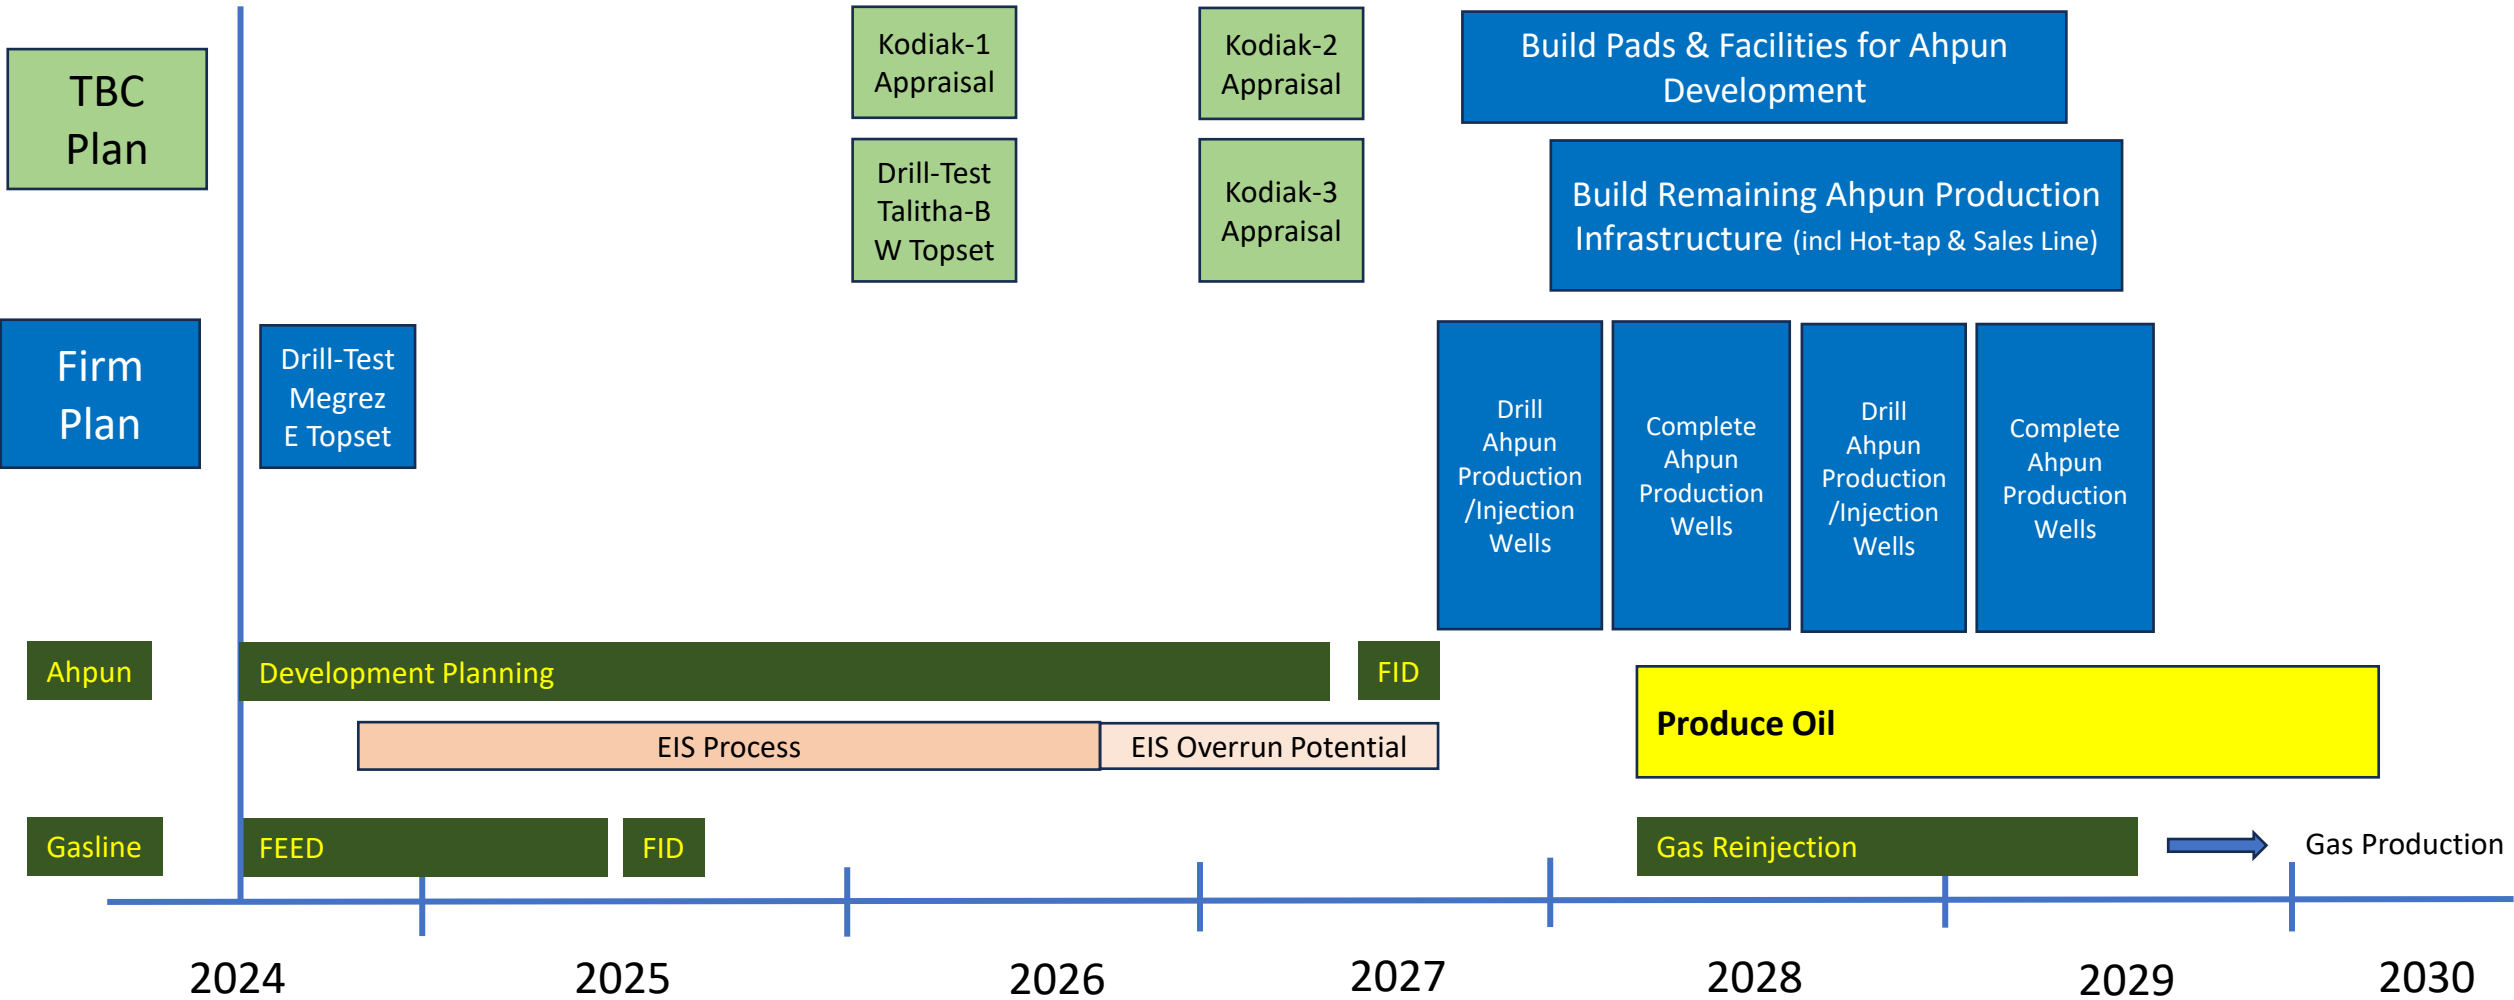 TBC
Plan
Kodiak-1
Appraisal
Kodiak-2
Appraisal
Build Pads & Facilities for Ahpun
Development
Drill-Test
Talitha-B
W Topset
Kodiak-3
Appraisal
Build Remaining Ahpun Production
Infrastructure (incl Hot-tap & Sales Line)
Firm
Plan
Drill-Test
Megrez
E Topset
Drill
Ahpun
Production
/Injection
Wells
Complete
Ahpun
Production
Wells
Drill
Ahpun
Production
/Injection
Wells
Complete
Ahpun
Production
Wells
Ahpun
Development Planning
FID
EIS Process
EIS Overrun Potential
Produce Oil
Gasline
FEED
FID
Gas Reinjection
Gas Production
2024
2025
2026
2027
2028
2029
2030